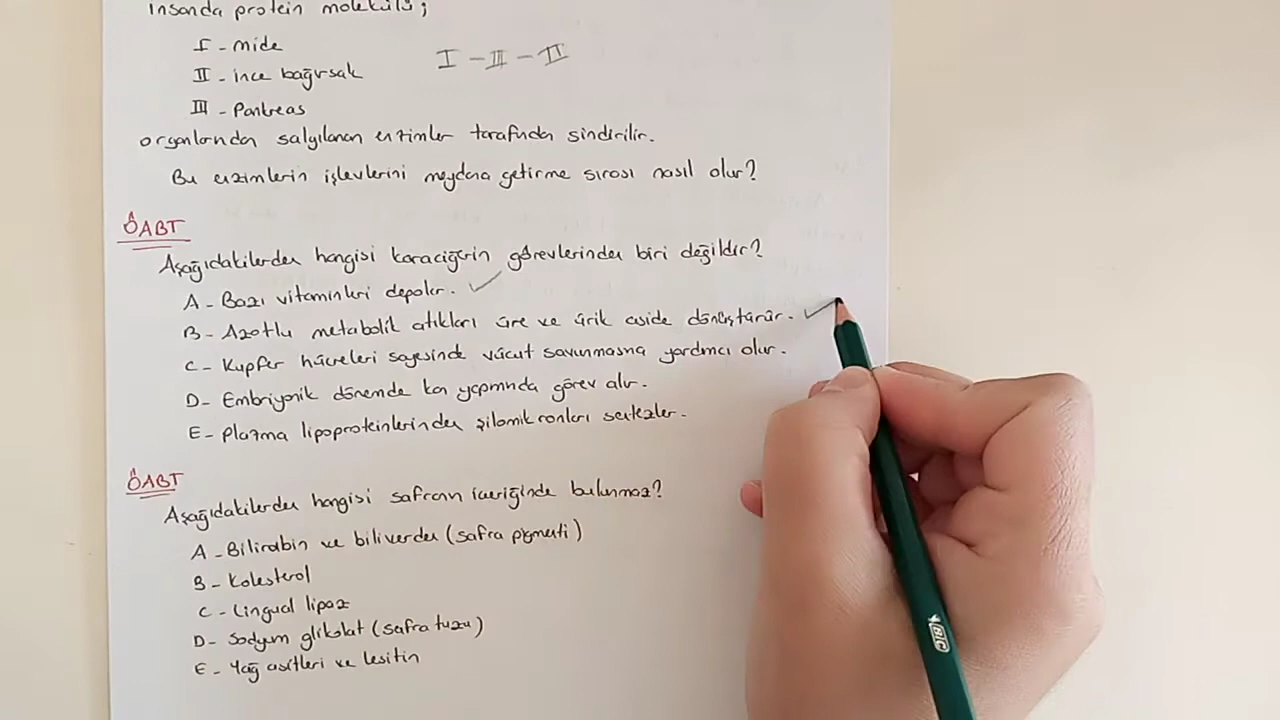 İnsanda protein molekülü;
I - mide
I - III - II
II - ince bağırsak
III - Pankreas
organlarından salgılanan enzimler tarafından sindirilir.
Bu enzimlerin işlevlerini meydana getirme sırası nasıl olur?
ÖABT
Aşağıdakilerden hangisi karaciğerin görevlerinden biri değildir?
A - Bazı vitaminleri depolar.
B - Azotlu metabolik atıkları üre ve ürik aside dönüştürür.
C - Kupfer hücreleri sayesinde vücut savunmasına yardımcı olur.
D - Embriyonik dönemde kan yapımında görev alır.
E - Plazma lipoproteinlerinden şilomikronları sentezler.
ÖABT
Aşağıdakilerden hangisi safranın içeriğinde bulunmaz?
A - Bilirubin ve biliverden (safra pigmenti)
B - Kolesterol
C - Lingual lipaz
D - Sodyum glikolat (safra tuzu)
E - Yağ asitleri ve lesitin
BIC